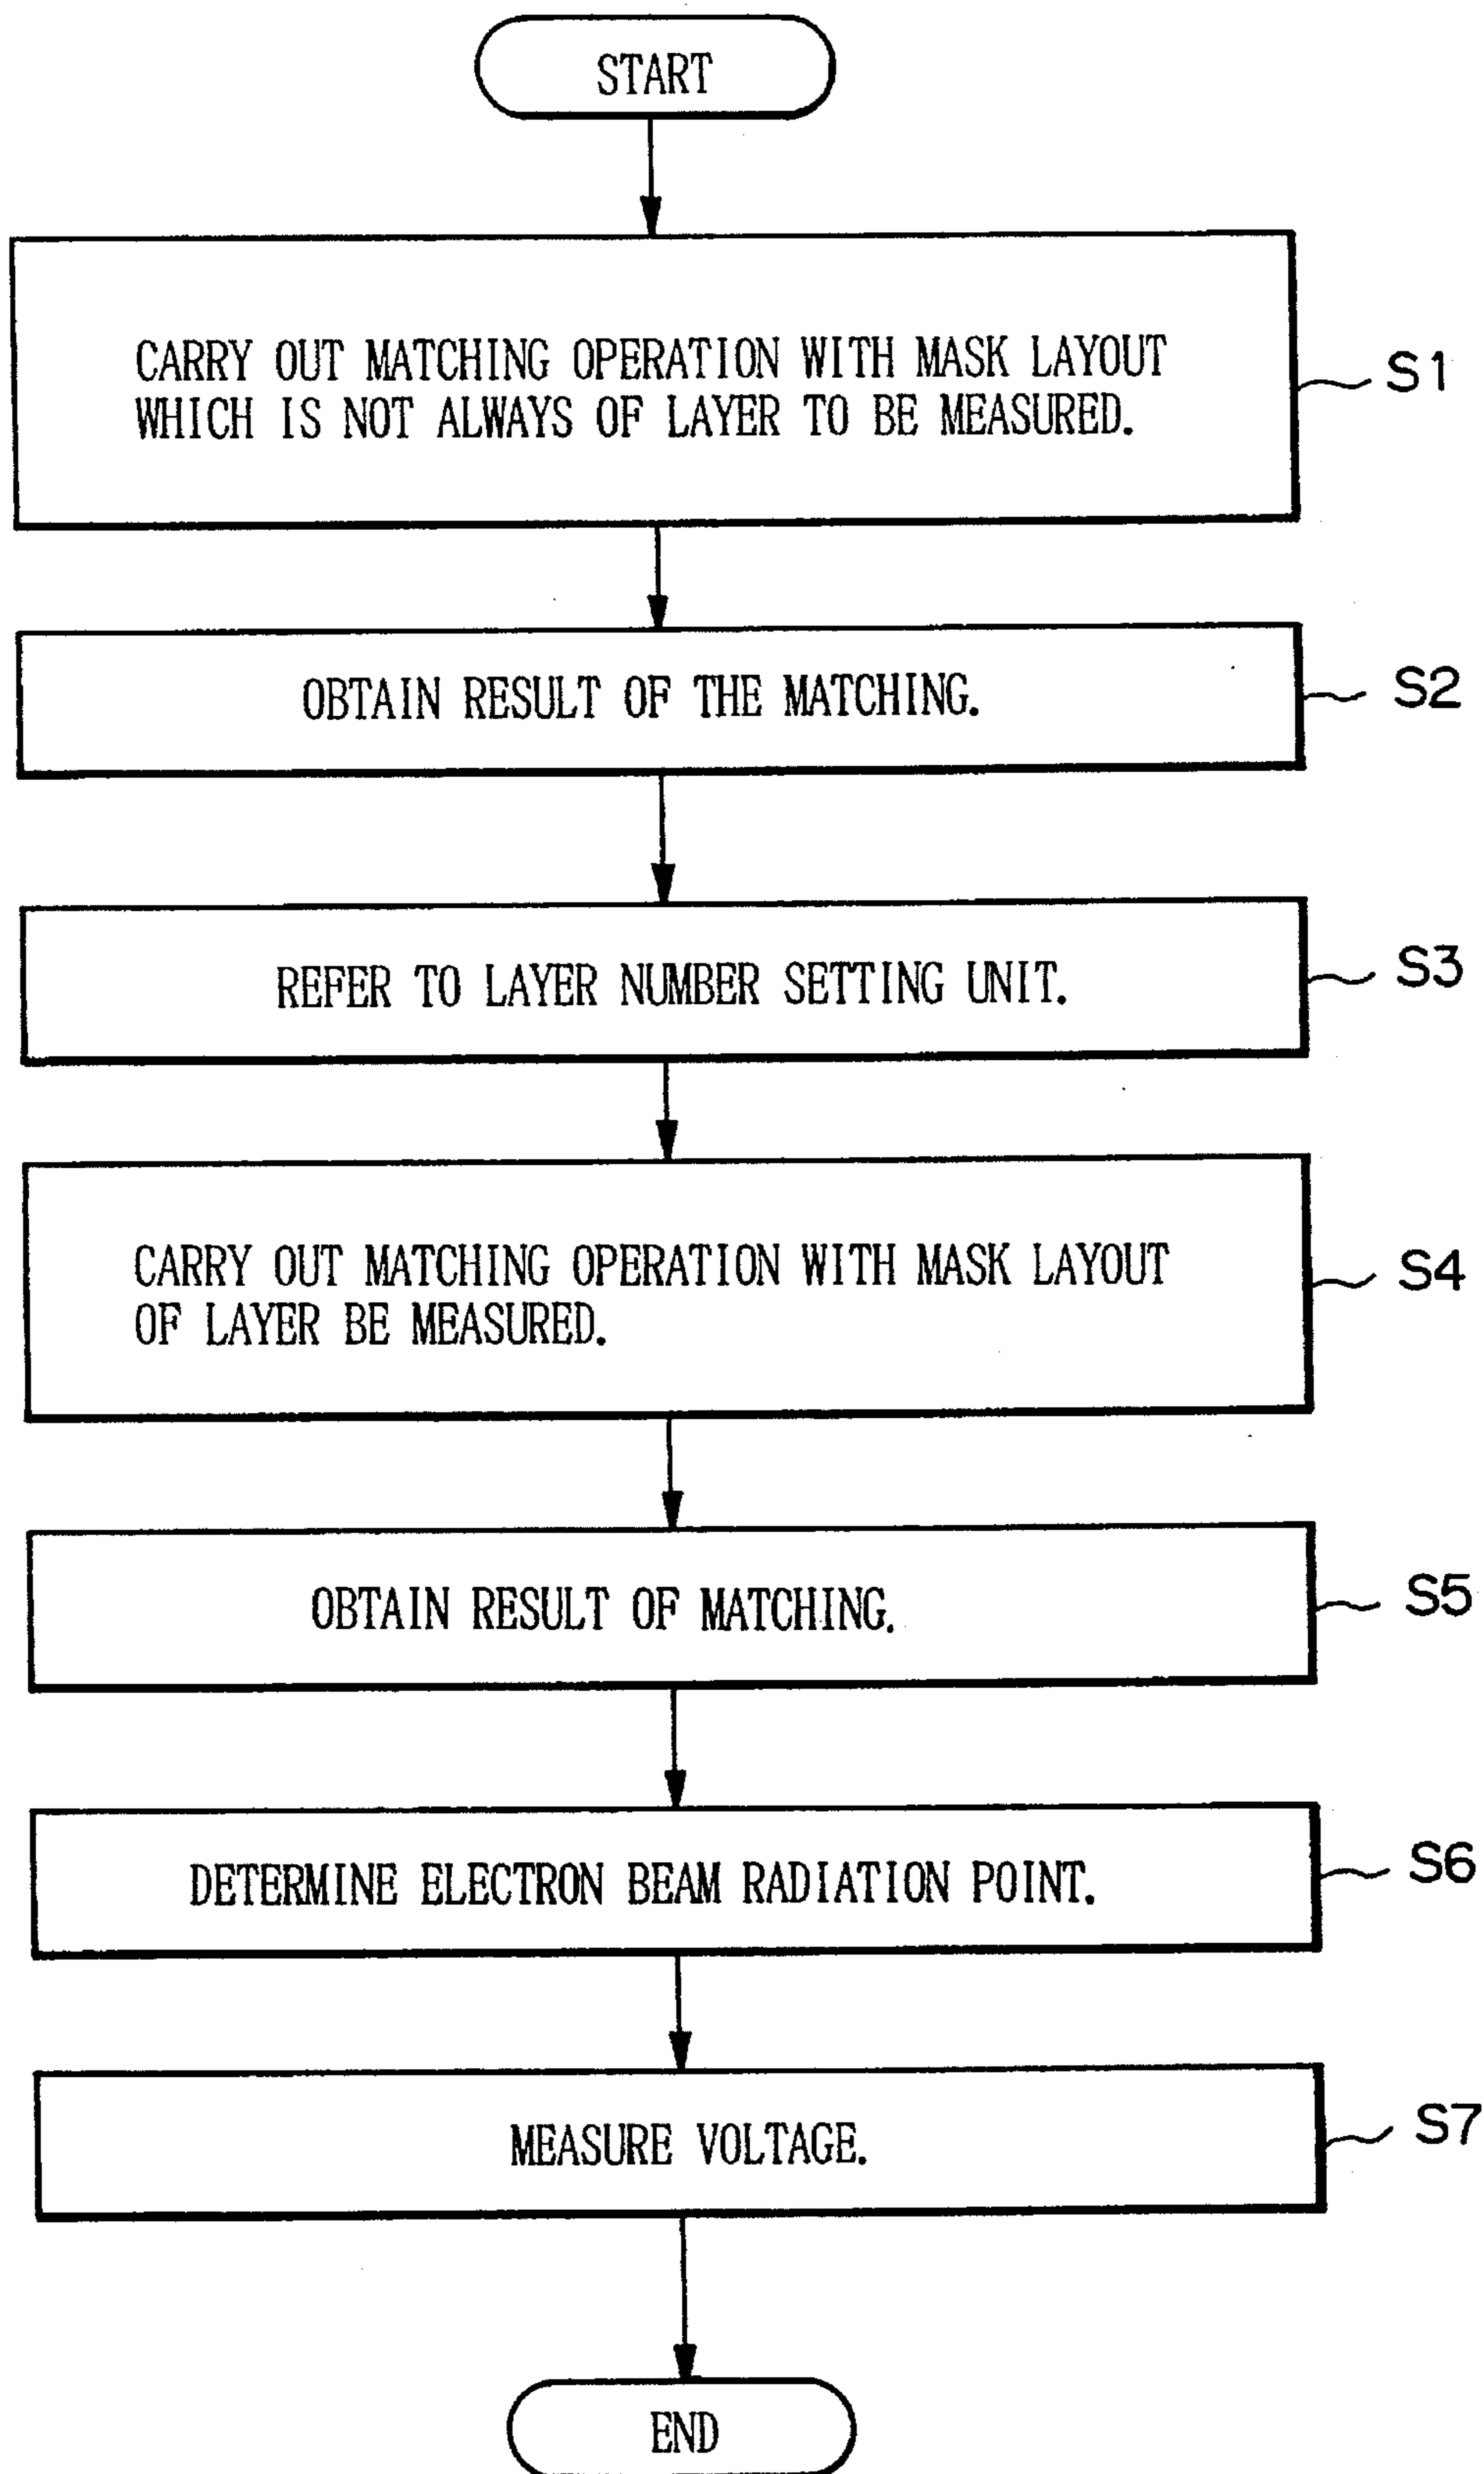 START
CARRY OUT MATCHING OPERATION WITH MASK LAYOUT
WHICH IS NOT ALWAYS OF LAYER TO BE MEASURED.
S1
OBTAIN RESULT OF THE MATCHING.
S2
REFER TO LAYER NUMBER SETTING UNIT.
S3
CARRY OUT MATCHING OPERATION WITH MASK LAYOUT
OF LAYER BE MEASURED.
S4
OBTAIN RESULT OF MATCHING.
S5
DETERMINE ELECTRON BEAM RADIATION POINT.
S6
MEASURE VOLTAGE.
S7
END